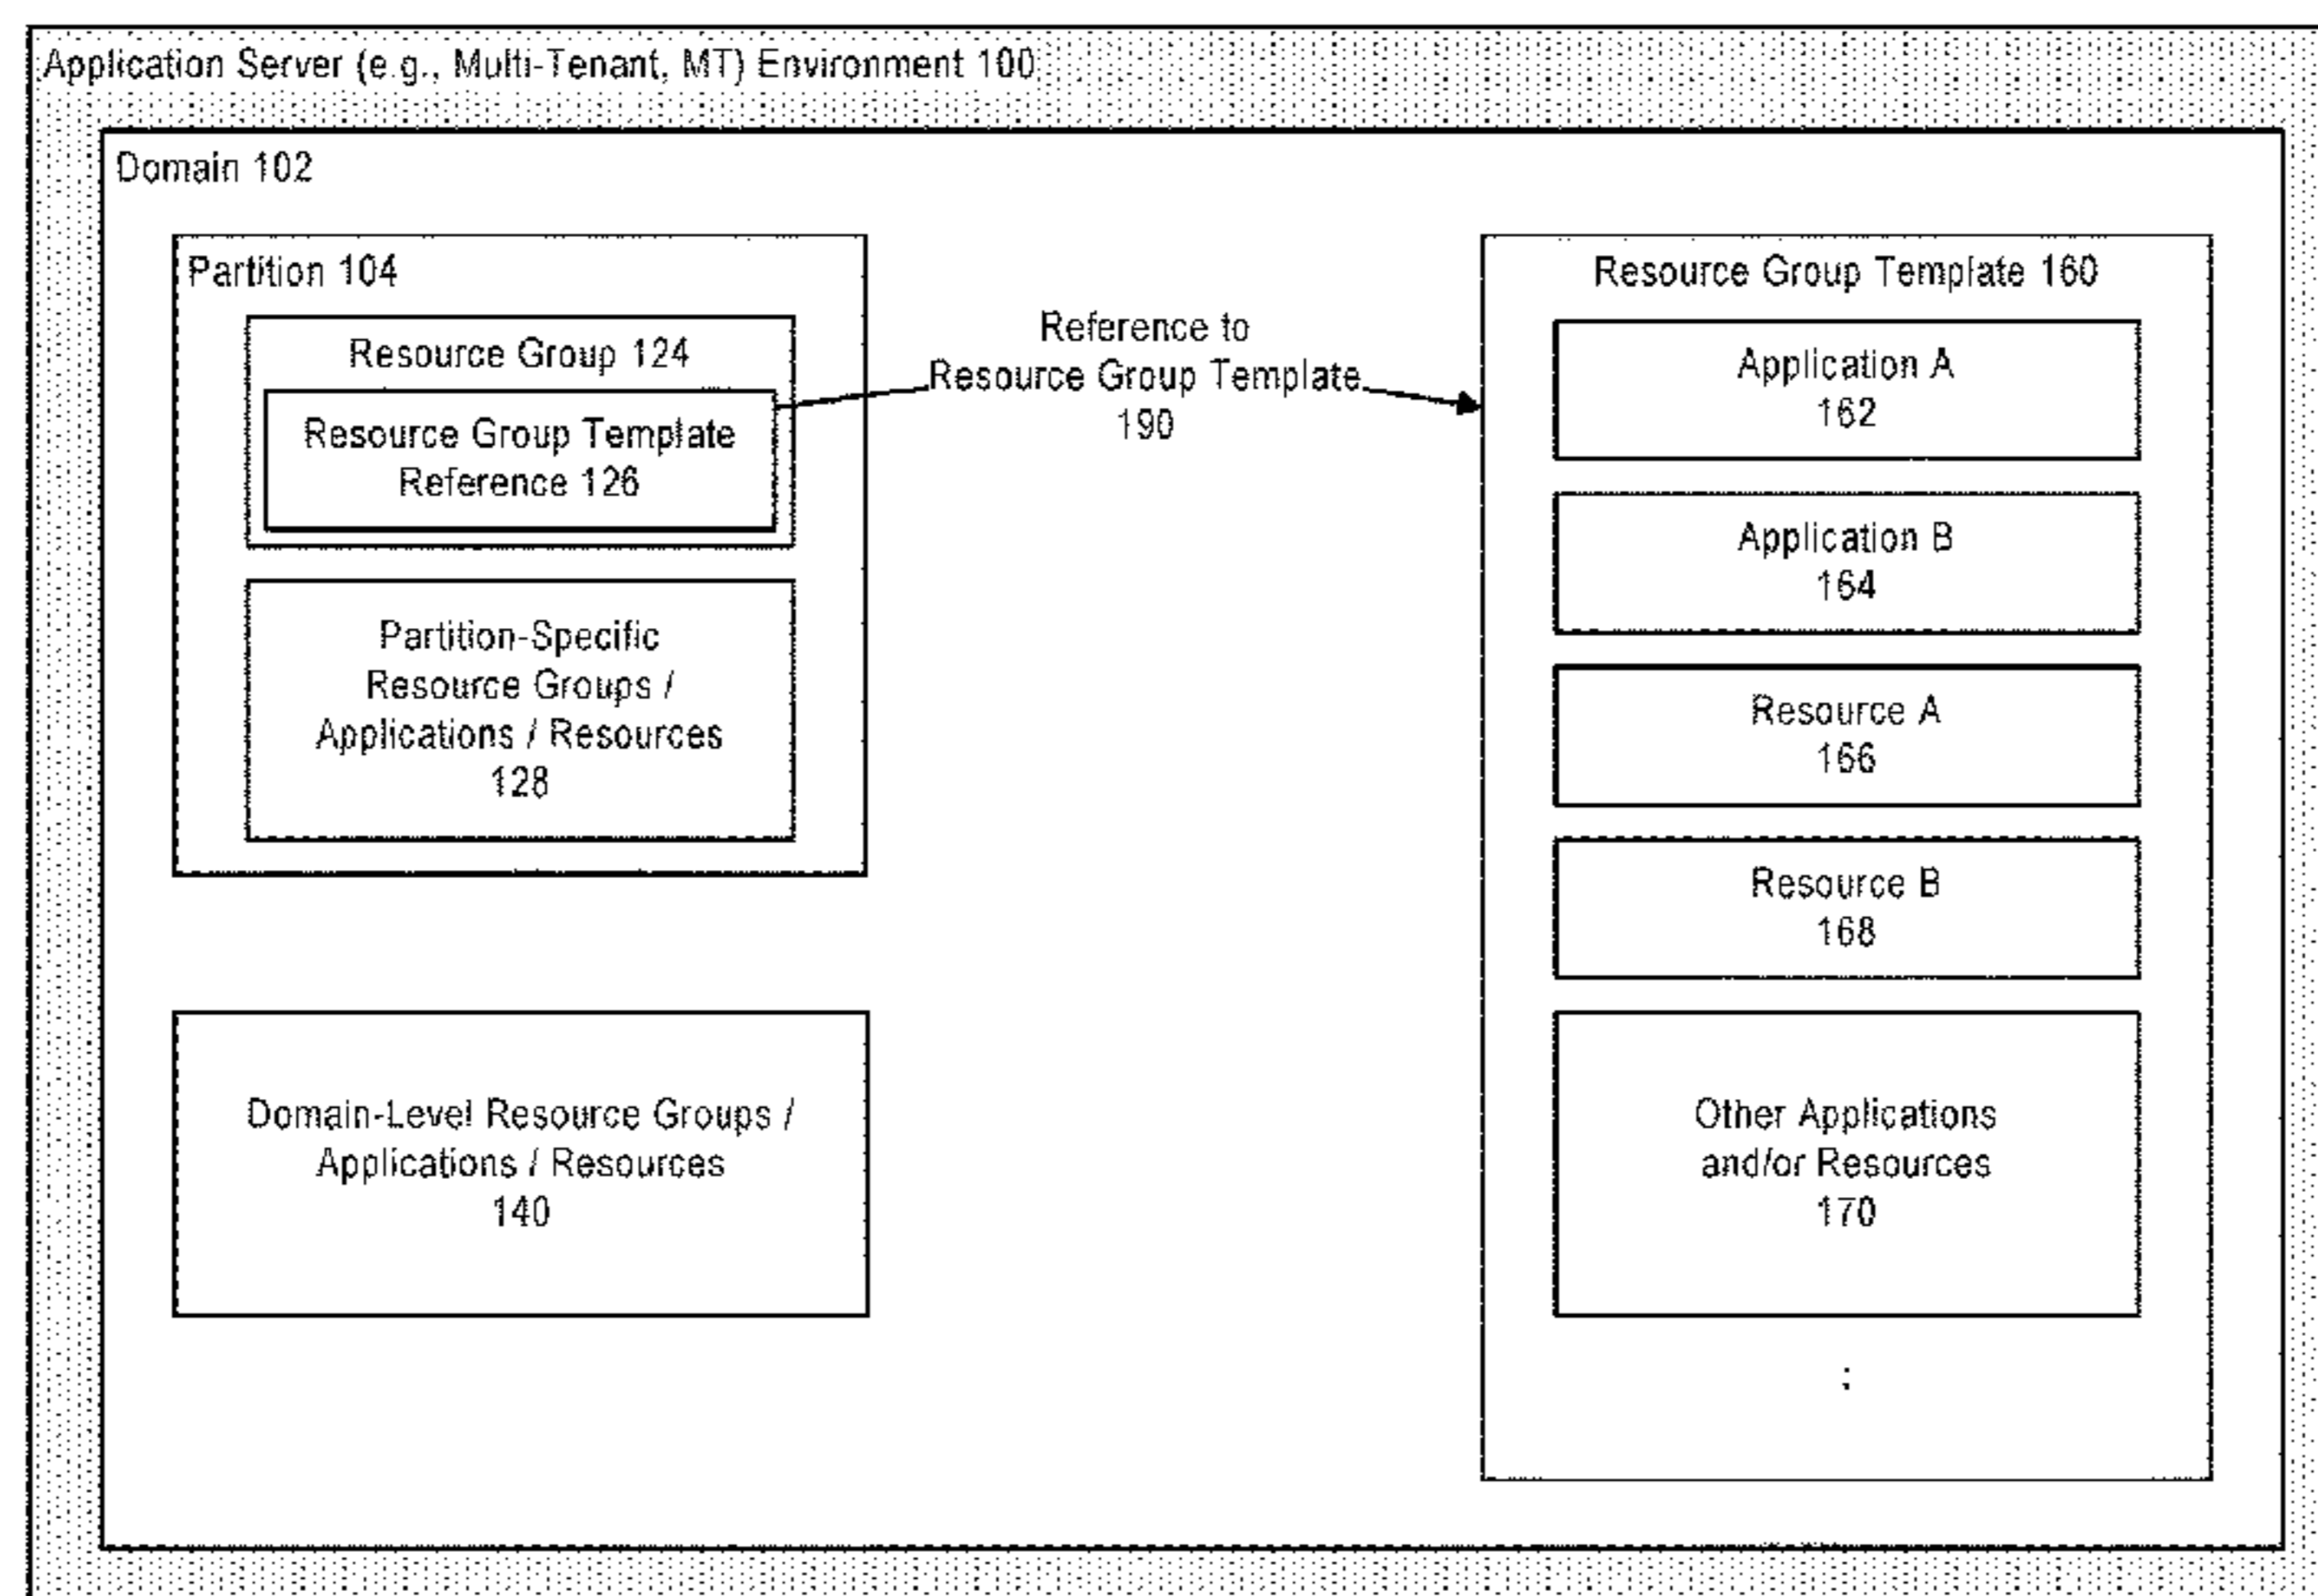 Application Server (e.g., Multi-Tenant, MT) Environment 100
Domain 102
Partition 104
Resource Group 124
Resource Group Template
Reference 126
Partition-Specific
Resource Groups /
Applications / Resources
128
Domain-Level Resource Groups /
Applications / Resources
140
Reference to
Resource Group Template
190
Resource Group Template 160
Application A
162
Application B
164
Resource A
166
Resource B
168
Other Applications
and/or Resources
170
: